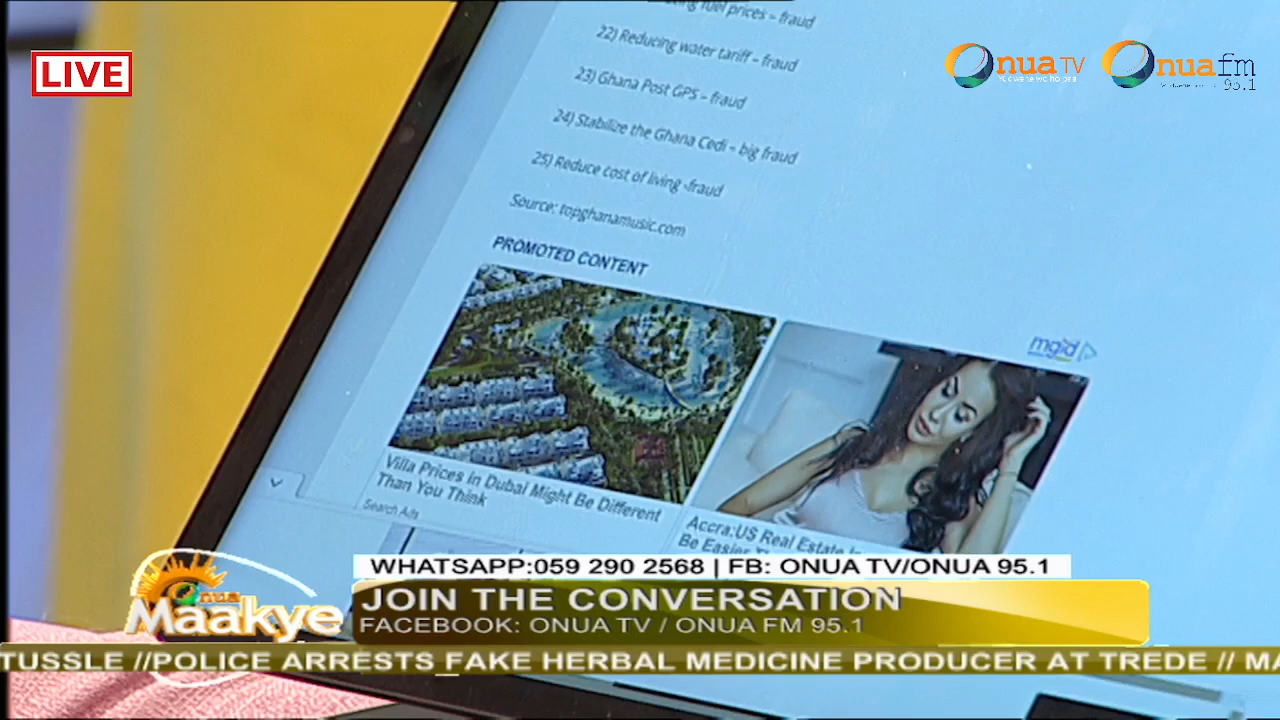 LIVE
Onua TV
Onua fm
95.1
fuel prices – fraud
22) Reducing water tariff – fraud
23) Ghana Post GPS – fraud
24) Stabilize the Ghana Cedi – big fraud
25) Reduce cost of living -fraud
Source: topghanamusic.com
PROMOTED CONTENT
mgid
Villa Prices in Dubai Might Be Different
Than You Think
Search Ads
Accra:US Real Estate
Be Easier
WHATSAPP:059 290 2568 | FB: ONUA TV/ONUA 95.1
Onua
Maakye
JOIN THE CONVERSATION
FACEBOOK: ONUA TV / ONUA FM 95.1
TUSSLE //POLICE ARRESTS FAKE HERBAL MEDICINE PRODUCER AT TREDE // MA